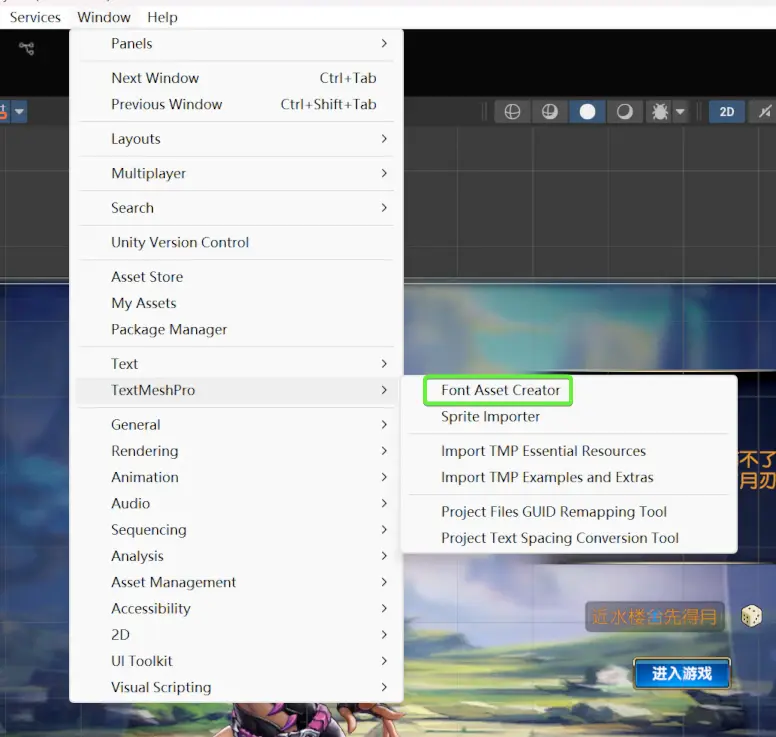 Services Window Help
Panels
Next Window Ctrl+Tab
Previous Window Ctrl+Shift+Tab
Layouts
2D
Multiplayer
Search
Unity Version Control
Asset Store
My Assets
Package Manager
Text
TextMeshPro
Font Asset Creator
Sprite Importer
Import TMP Essential Resources
Import TMP Examples and Extras
Project Files GUID Remapping Tool
Project Text Spacing Conversion Tool
General
Rendering
Animation
Audio
Sequencing
Analysis
Asset Management
Accessibility
2D
UI Toolkit
Visual Scripting
不了
月刃
近水楼台先得月
进入游戏